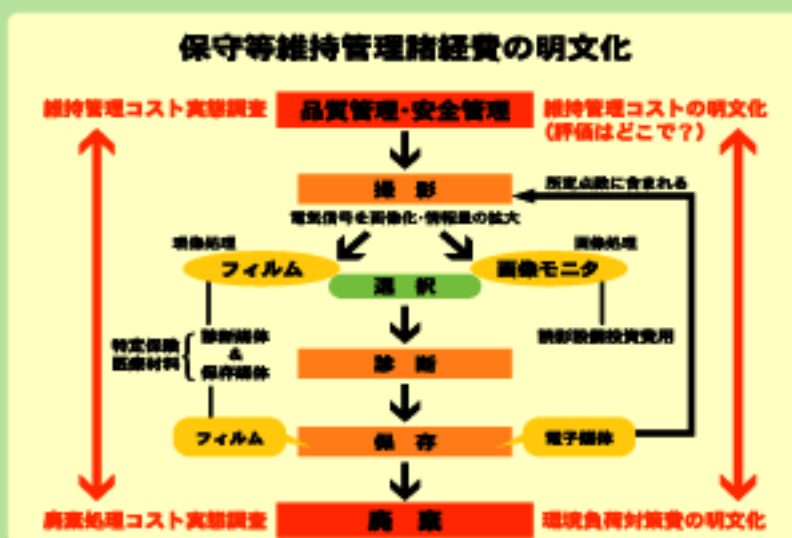 保守等維持管理諸経費の明文化
維持管理コスト実態調査
品質管理・安全管理
維持管理コストの明文化
(評価はどこで?)
撮 影
所定点数に含まれる
電気信号を画像化・情報量の拡大
現像処理
画像処理
フィルム
画像モニタ
選 択
特定保険
医療材料
診断媒体
&
保存媒体
設備投資費用
診 断
フィルム
保 存
電子媒体
廃棄処理コスト実態調査
廃 棄
環境負荷対策費の明文化